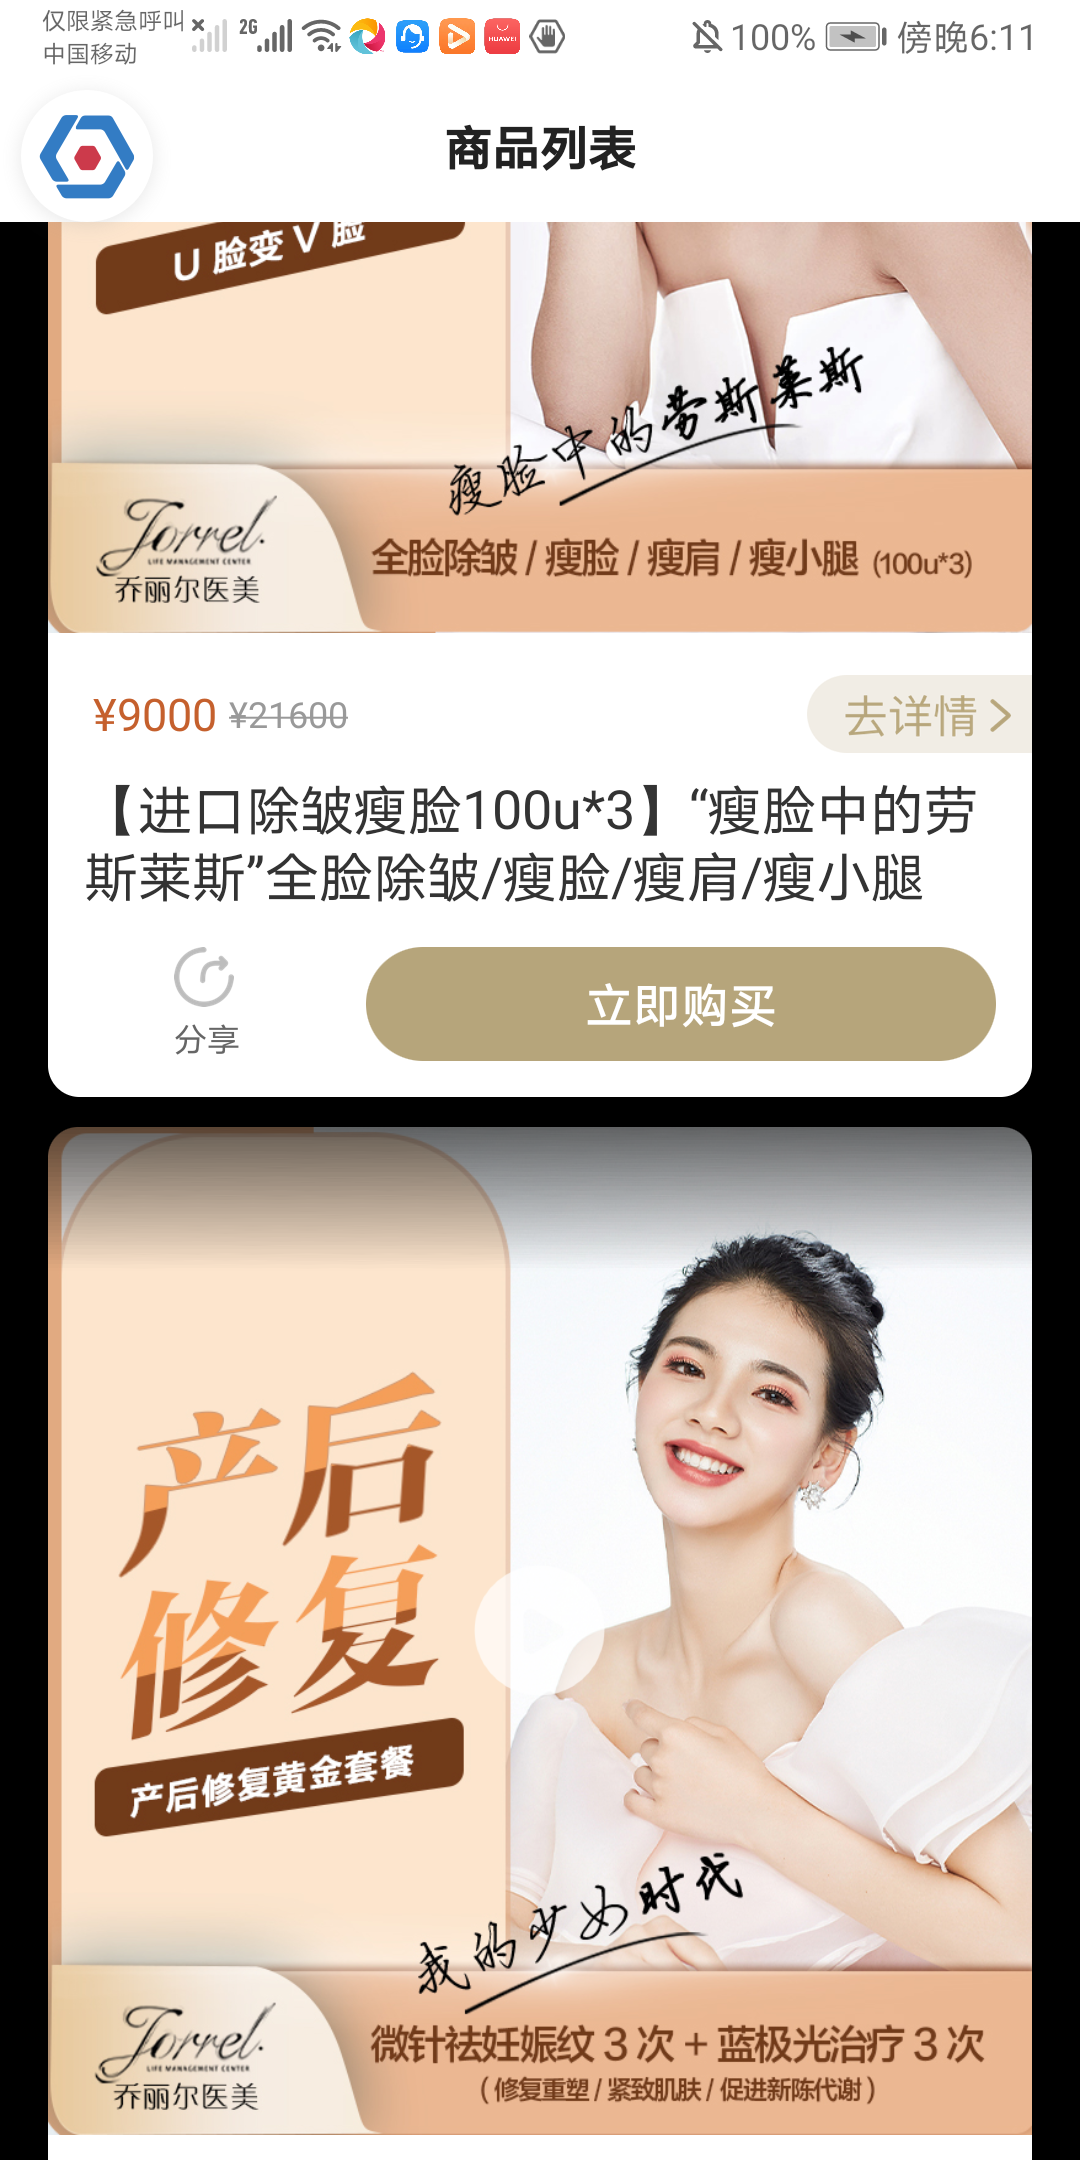 仅限紧急呼叫
中国移动
2G
HUAWEI
100%
傍晚6:11
商品列表
U 脸变 V 脸
瘦脸中的劳斯莱斯
Jorrel.
LIFE MANAGEMENT CENTER
乔丽尔医美
全脸除皱 / 瘦脸 / 瘦肩 / 瘦小腿 (100u*3)
¥9000 ¥21600
去详情
【进口除皱瘦脸100u*3】“瘦脸中的劳
斯莱斯”全脸除皱/瘦脸/瘦肩/瘦小腿
分享
立即购买
产后
修复
产后修复黄金套餐
我的少女时代
Jorrel.
LIFE MANAGEMENT CENTER
乔丽尔医美
微针祛妊娠纹 3 次 + 蓝极光治疗 3 次
( 修复重塑 / 紧致肌肤 / 促进新陈代谢 )